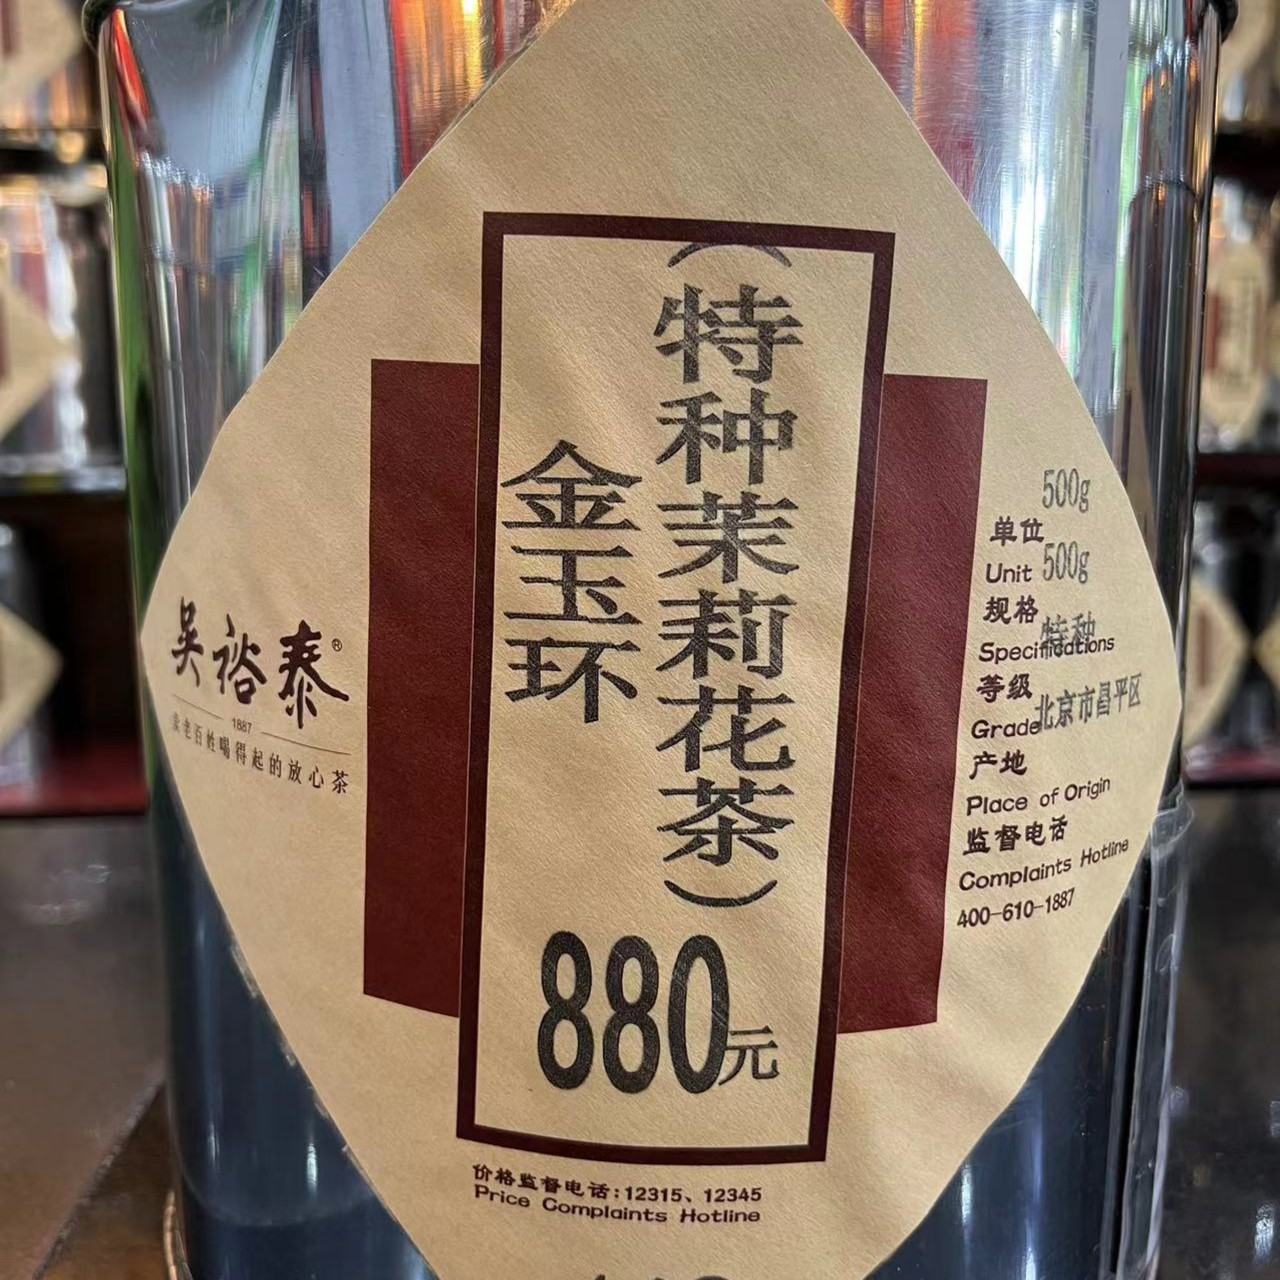 (特种茉莉花茶)
金玉环
880元
吴裕泰®
1887
卖老百姓喝得起的放心茶
500g
单位
Unit
500g
规格
Specifications
特种
等级
Grade
北京市昌平区
产地
Place of Origin
监督电话
Complaints Hotline
400-610-1887
价格监督电话:12315、12345
Price Complaints Hotline